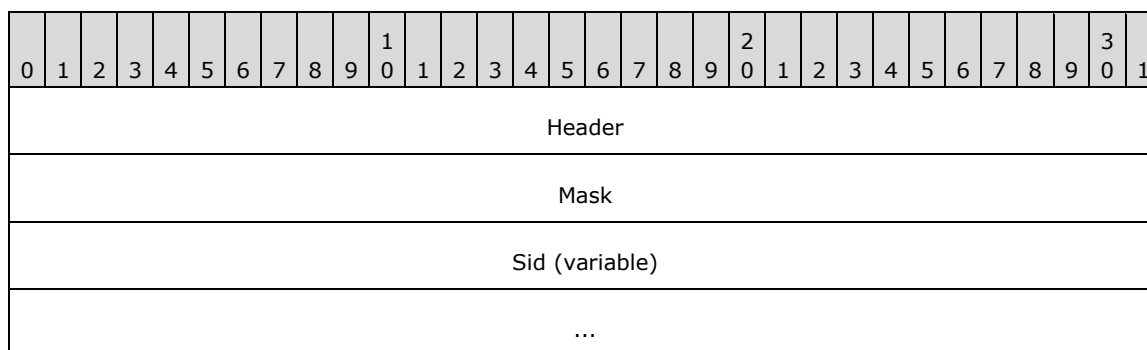 1 2 3
0 1 2 3 4 5 6 7 8 9 0 1 2 3 4 5 6 7 8 9 0 1 2 3 4 5 6 7 8 9 0 1
Header
Mask
Sid (variable)
...